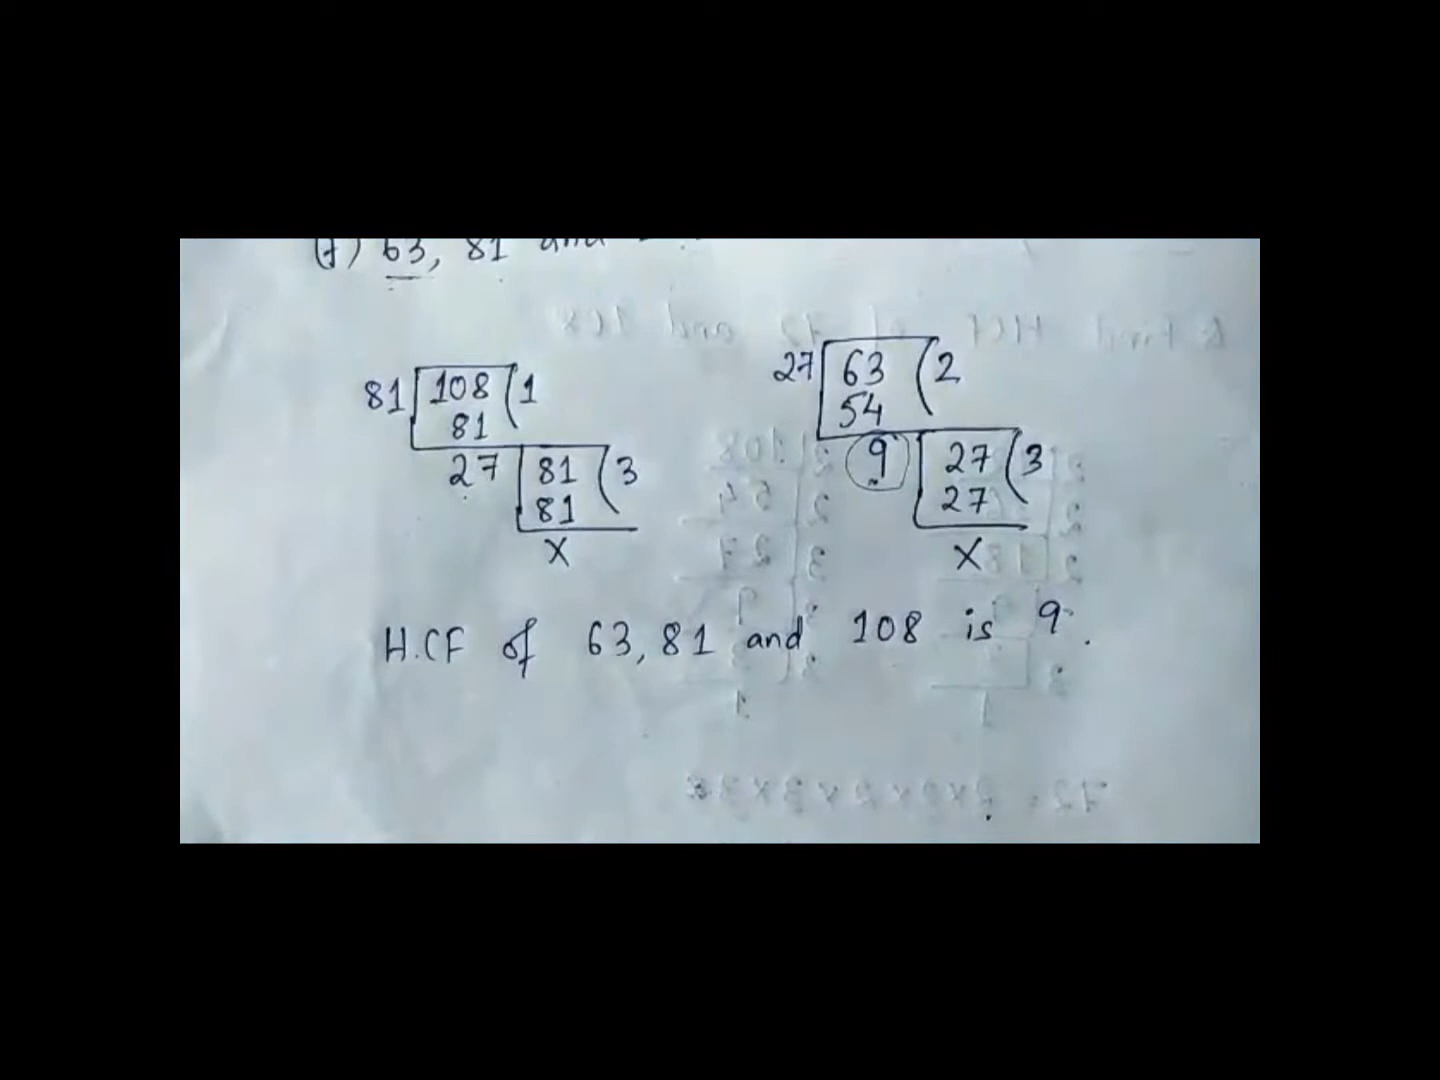 (f) 63, 81 and
81 108 1
81
27 81 3
81
X
27 63 2
54
9 27 3
27
X
H.CF of 63, 81 and 108 is 9.